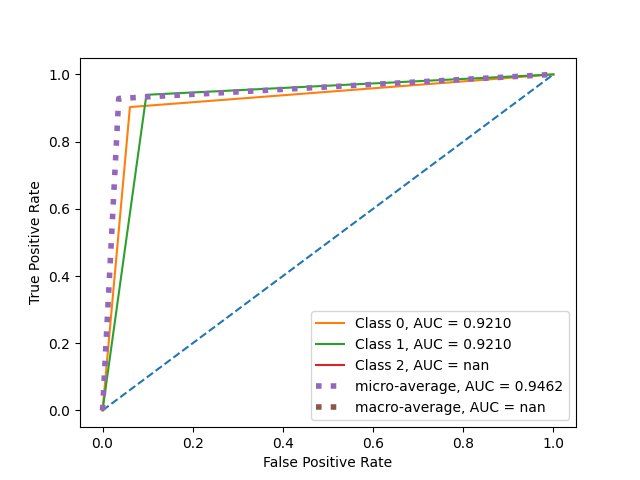 1.0
0.8
0.6
0.4
0.2
0.0
True Positive Rate
Class 0, AUC = 0.9210
Class 1, AUC = 0.9210
Class 2, AUC = nan
micro-average, AUC = 0.9462
macro-average, AUC = nan
0.0 0.2 0.4 0.6 0.8 1.0
False Positive Rate